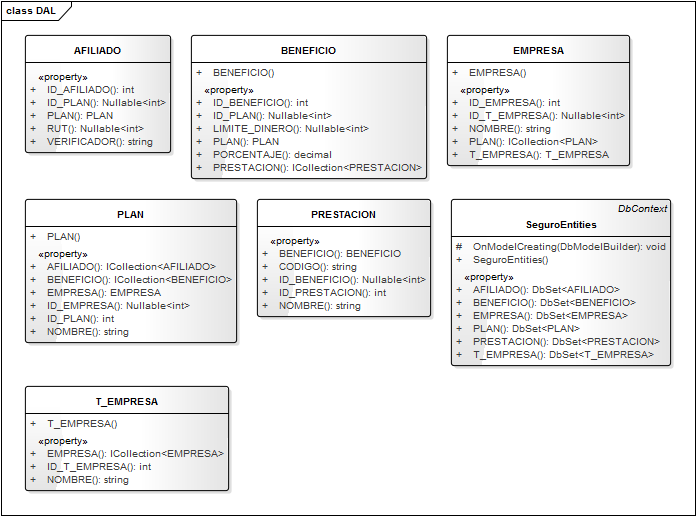 class DAL
AFILIADO
«property»
+ ID_AFILIADO(): int
+ ID_PLAN(): Nullable<int>
+ PLAN(): PLAN
+ RUT(): Nullable<int>
+ VERIFICADOR(): string
BENEFICIO
+ BENEFICIO()
«property»
+ ID_BENEFICIO(): int
+ ID_PLAN(): Nullable<int>
+ LIMITE_DINERO(): Nullable<int>
+ PLAN(): PLAN
+ PORCENTAJE(): decimal
+ PRESTACION(): ICollection<PRESTACION>
EMPRESA
+ EMPRESA()
«property»
+ ID_EMPRESA(): int
+ ID_T_EMPRESA(): Nullable<int>
+ NOMBRE(): string
+ PLAN(): ICollection<PLAN>
+ T_EMPRESA(): T_EMPRESA
PLAN
+ PLAN()
«property»
+ AFILIADO(): ICollection<AFILIADO>
+ BENEFICIO(): ICollection<BENEFICIO>
+ EMPRESA(): EMPRESA
+ ID_EMPRESA(): Nullable<int>
+ ID_PLAN(): int
+ NOMBRE(): string
PRESTACION
«property»
+ BENEFICIO(): BENEFICIO
+ CODIGO(): string
+ ID_BENEFICIO(): Nullable<int>
+ ID_PRESTACION(): int
+ NOMBRE(): string
DbContext
SeguroEntities
# OnModelCreating(DbModelBuilder): void
+ SeguroEntities()
«property»
+ AFILIADO(): DbSet<AFILIADO>
+ BENEFICIO(): DbSet<BENEFICIO>
+ EMPRESA(): DbSet<EMPRESA>
+ PLAN(): DbSet<PLAN>
+ PRESTACION(): DbSet<PRESTACION>
+ T_EMPRESA(): DbSet<T_EMPRESA>
T_EMPRESA
+ T_EMPRESA()
«property»
+ EMPRESA(): ICollection<EMPRESA>
+ ID_T_EMPRESA(): int
+ NOMBRE(): string